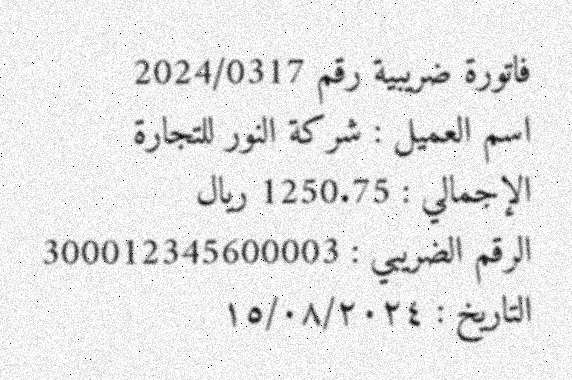 فاتورة ضريبية رقم 2024/0317
اسم العميل : شركة النور للتجارة
الإجمالي : 1250.75 ريال
الرقم الضريبي : 300012345600003
التاريخ : ١٥/٠٨/٢٠٢٤